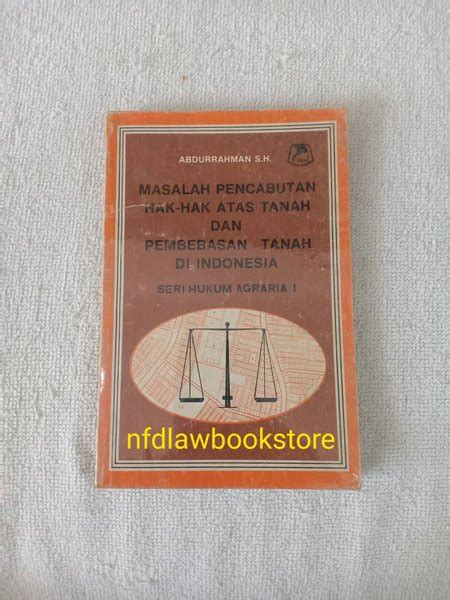 ABDURRAHMAN S.H.
MASALAH PENCABUTAN
HAK-HAK ATAS TANAH
DAN
PEMBEBASAN TANAH
DI INDONESIA
SERI HUKUM AGRARIA I
nfdlawbookstore